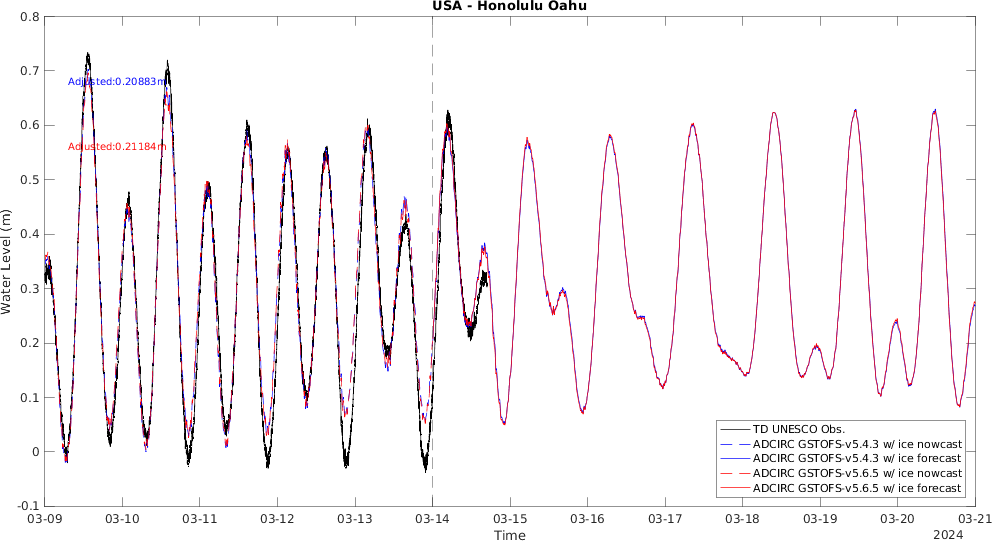 USA - Honolulu Oahu
0.8
0.7
Adjusted:0.20883m
0.6
Adjusted:0.21184m
0.5
0.4
0.3
0.2
0.1
0
-0.1
Water Level (m)
TD UNESCO Obs.
ADCIRC GSTOFS-v5.4.3 w/ ice nowcast
ADCIRC GSTOFS-v5.4.3 w/ ice forecast
ADCIRC GSTOFS-v5.6.5 w/ ice nowcast
ADCIRC GSTOFS-v5.6.5 w/ ice forecast
03-09 03-10 03-11 03-12 03-13 03-14 03-15 03-16 03-17 03-18 03-19 03-20 03-21
Time
2024